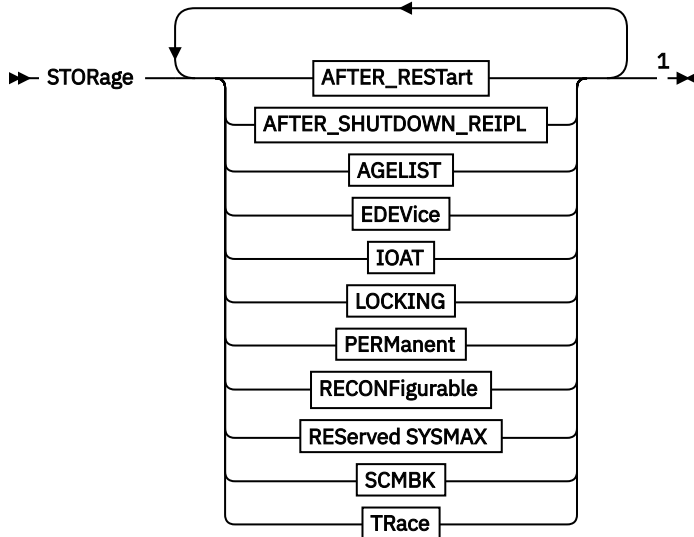 1
STORage AFTER_RESTart
AFTER_SHUTDOWN_REIPL
AGELIST
EDEVice
IOAT
LOCKING
PERManent
RECONFigurable
REServed SYSMAX
SCMBK
TRace